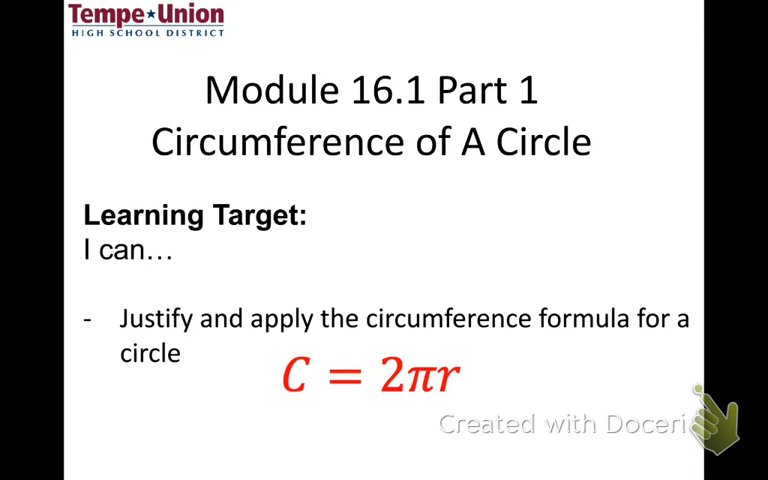 Tempe Union
HIGH SCHOOL DISTRICT
Module 16.1 Part 1
Circumference of A Circle
Learning Target:
I can…
- Justify and apply the circumference formula for a
circle
C = 2πr
Created with Doceri